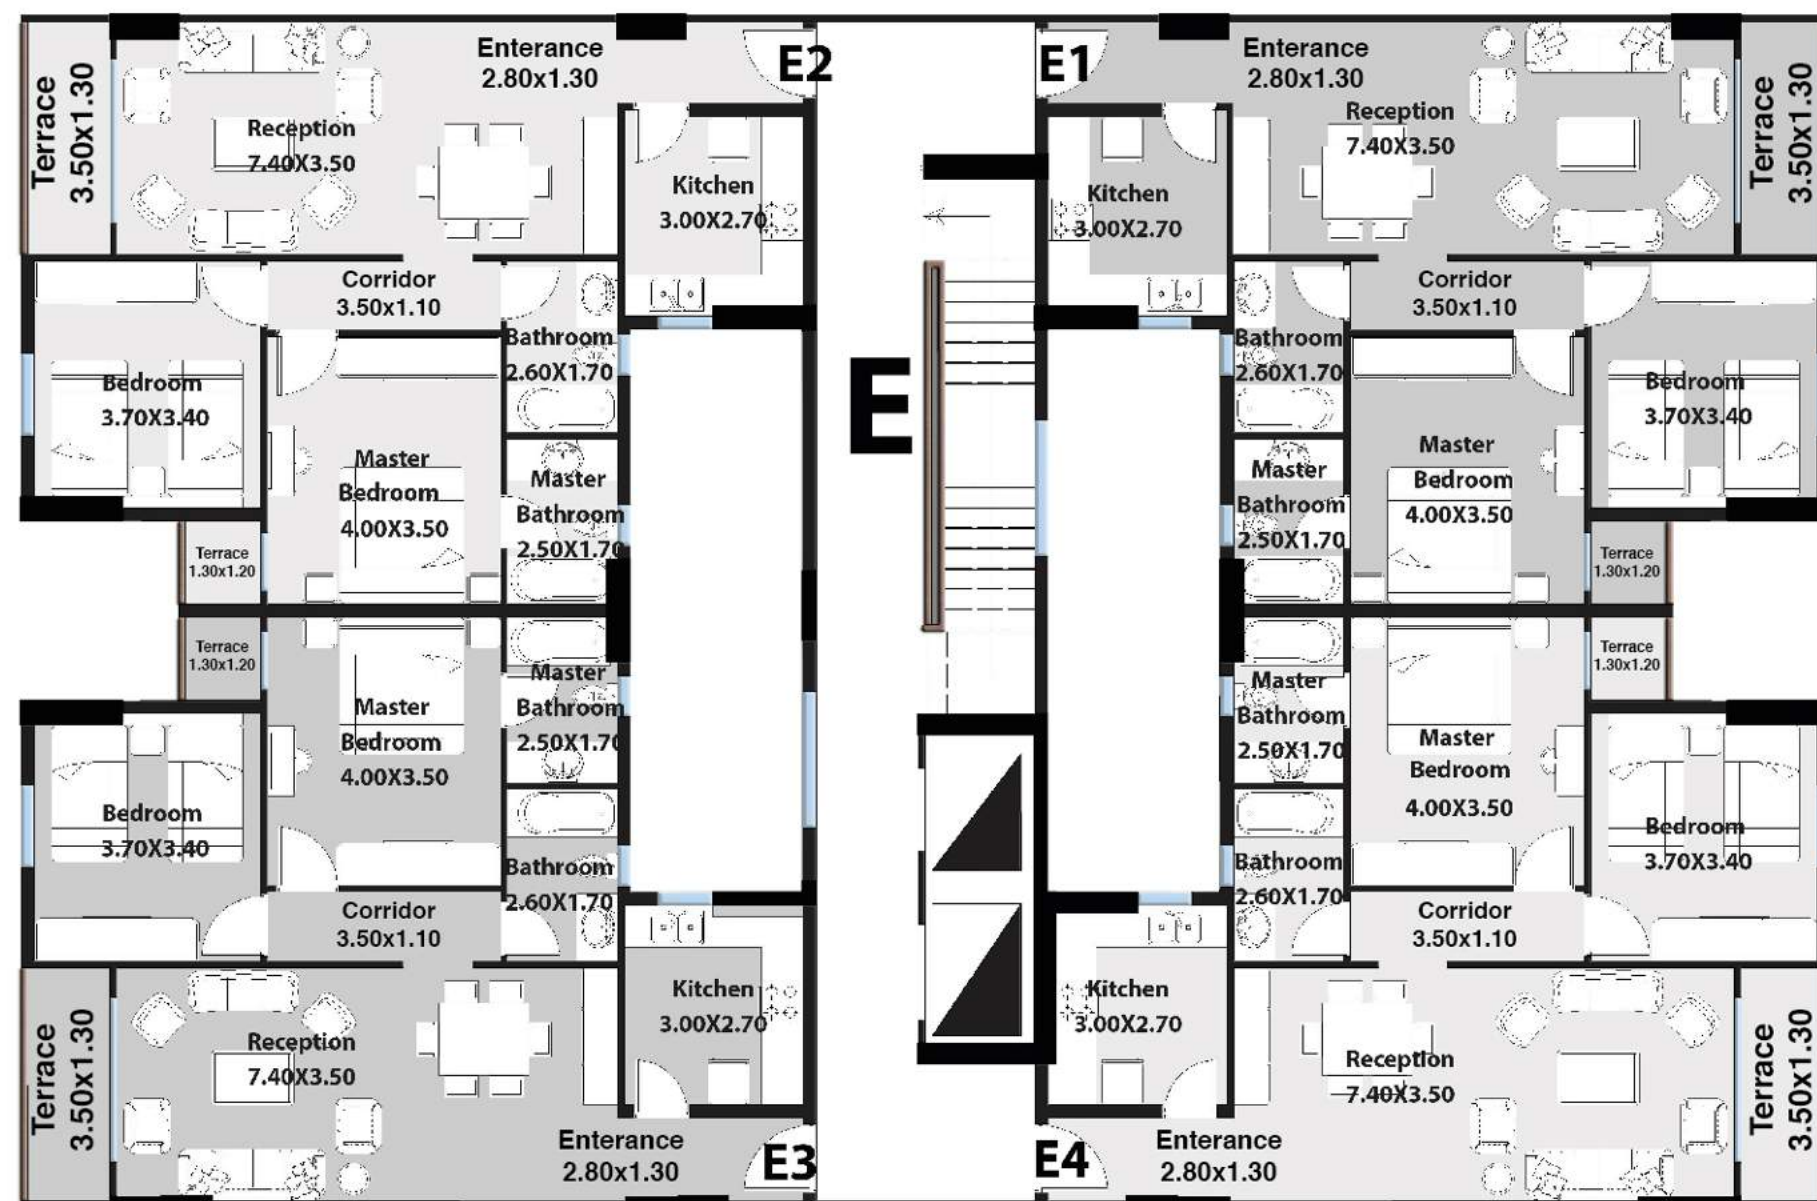 Terrace
3.50x1.30
Reception
7.40X3.50
Enterance
2.80x1.30
E2
Kitchen
3.00X2.70
Corridor
3.50x1.10
Bathroom
2.60X1.70
Bedroom
3.70X3.40
Master
Bedroom
4.00X3.50
Master
Bathroom
2.50X1.70
Terrace
1.30x1.20
E
E1
Enterance
2.80x1.30
Reception
7.40X3.50
Terrace
3.50x1.30
Kitchen
3.00X2.70
Corridor
3.50x1.10
Bathroom
2.60X1.70
Bedroom
3.70X3.40
Master
Bedroom
4.00X3.50
Master
Bathroom
2.50X1.70
Terrace
1.30x1.20
Terrace
1.30x1.20
Master
Bedroom
4.00X3.50
Master
Bathroom
2.50X1.70
Bedroom
3.70X3.40
Bathroom
2.60X1.70
Corridor
3.50x1.10
Kitchen
3.00X2.70
Terrace
3.50x1.30
Reception
7.40X3.50
Enterance
2.80x1.30
E3
Terrace
1.30x1.20
Master
Bathroom
2.50X1.70
Master
Bedroom
4.00X3.50
Bedroom
3.70X3.40
Bathroom
2.60X1.70
Corridor
3.50x1.10
Kitchen
3.00X2.70
Reception
7.40X3.50
Terrace
3.50x1.30
E4
Enterance
2.80x1.30